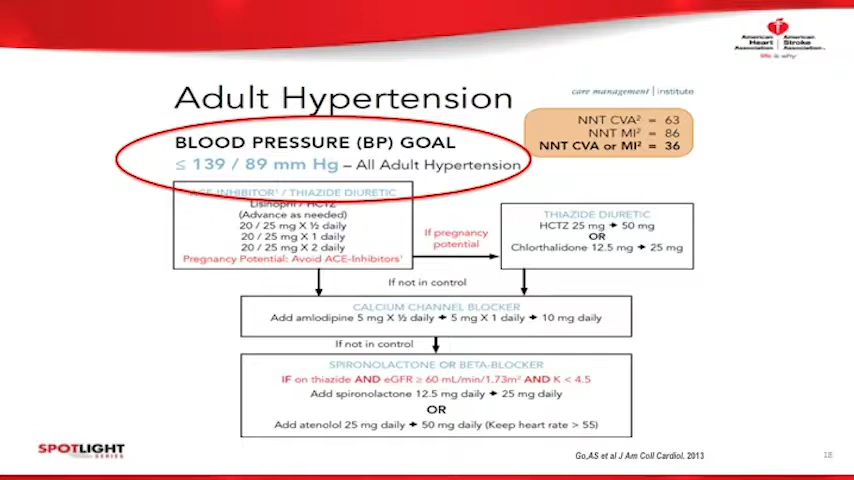 American Heart Association
American Stroke Association
life is why
care management | institute
Adult Hypertension
NNT CVA² = 63
NNT MI² = 86
NNT CVA or MI² = 36
BLOOD PRESSURE (BP) GOAL
≤ 139 / 89 mm Hg – All Adult Hypertension
ACE-INHIBITOR¹ / THIAZIDE DIURETIC
Lisinopril / HCTZ
(Advance as needed)
20 / 25 mg X ½ daily
20 / 25 mg X 1 daily
20 / 25 mg X 2 daily
Pregnancy Potential: Avoid ACE-Inhibitors¹
If pregnancy
potential
THIAZIDE DIURETIC
HCTZ 25 mg ➔ 50 mg
OR
Chlorthalidone 12.5 mg ➔ 25 mg
If not in control
CALCIUM CHANNEL BLOCKER
Add amlodipine 5 mg X ½ daily ➔ 5 mg X 1 daily ➔ 10 mg daily
If not in control
SPIRONOLACTONE OR BETA-BLOCKER
IF on thiazide AND eGFR ≥ 60 mL/min/1.73m² AND K < 4.5
Add spironolactone 12.5 mg daily ➔ 25 mg daily
OR
Add atenolol 25 mg daily ➔ 50 mg daily (Keep heart rate > 55)
SPOTLIGHT
SERIES
Go,AS et al J Am Coll Cardiol. 2013